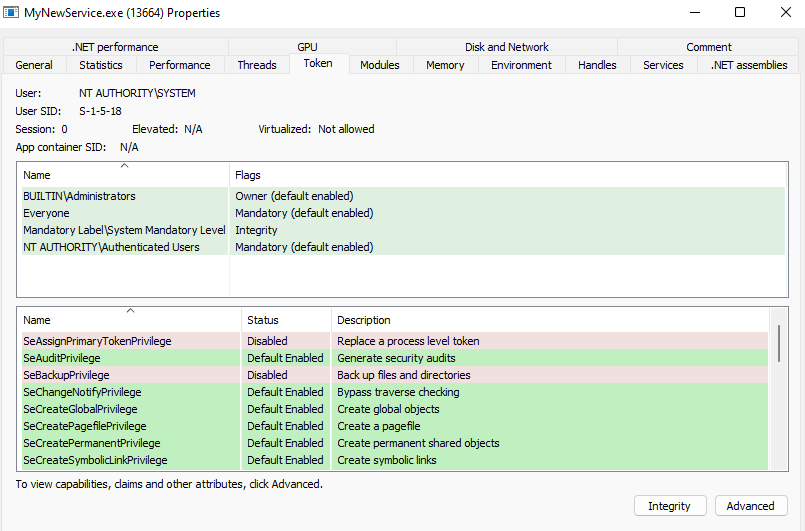 MyNewService.exe (13664) Properties
.NET performance GPU Disk and Network Comment
General Statistics Performance Threads Token Modules Memory Environment Handles Services .NET assemblies
User: NT AUTHORITY\SYSTEM
User SID: S-1-5-18
Session: 0 Elevated: N/A Virtualized: Not allowed
App container SID: N/A
Name Flags
BUILTIN\Administrators Owner (default enabled)
Everyone Mandatory (default enabled)
Mandatory Label\System Mandatory Level Integrity
NT AUTHORITY\Authenticated Users Mandatory (default enabled)
Name Status Description
SeAssignPrimaryTokenPrivilege Disabled Replace a process level token
SeAuditPrivilege Default Enabled Generate security audits
SeBackupPrivilege Disabled Back up files and directories
SeChangeNotifyPrivilege Default Enabled Bypass traverse checking
SeCreateGlobalPrivilege Default Enabled Create global objects
SeCreatePagefilePrivilege Default Enabled Create a pagefile
SeCreatePermanentPrivilege Default Enabled Create permanent shared objects
SeCreateSymbolicLinkPrivilege Default Enabled Create symbolic links
To view capabilities, claims and other attributes, click Advanced.
Integrity Advanced